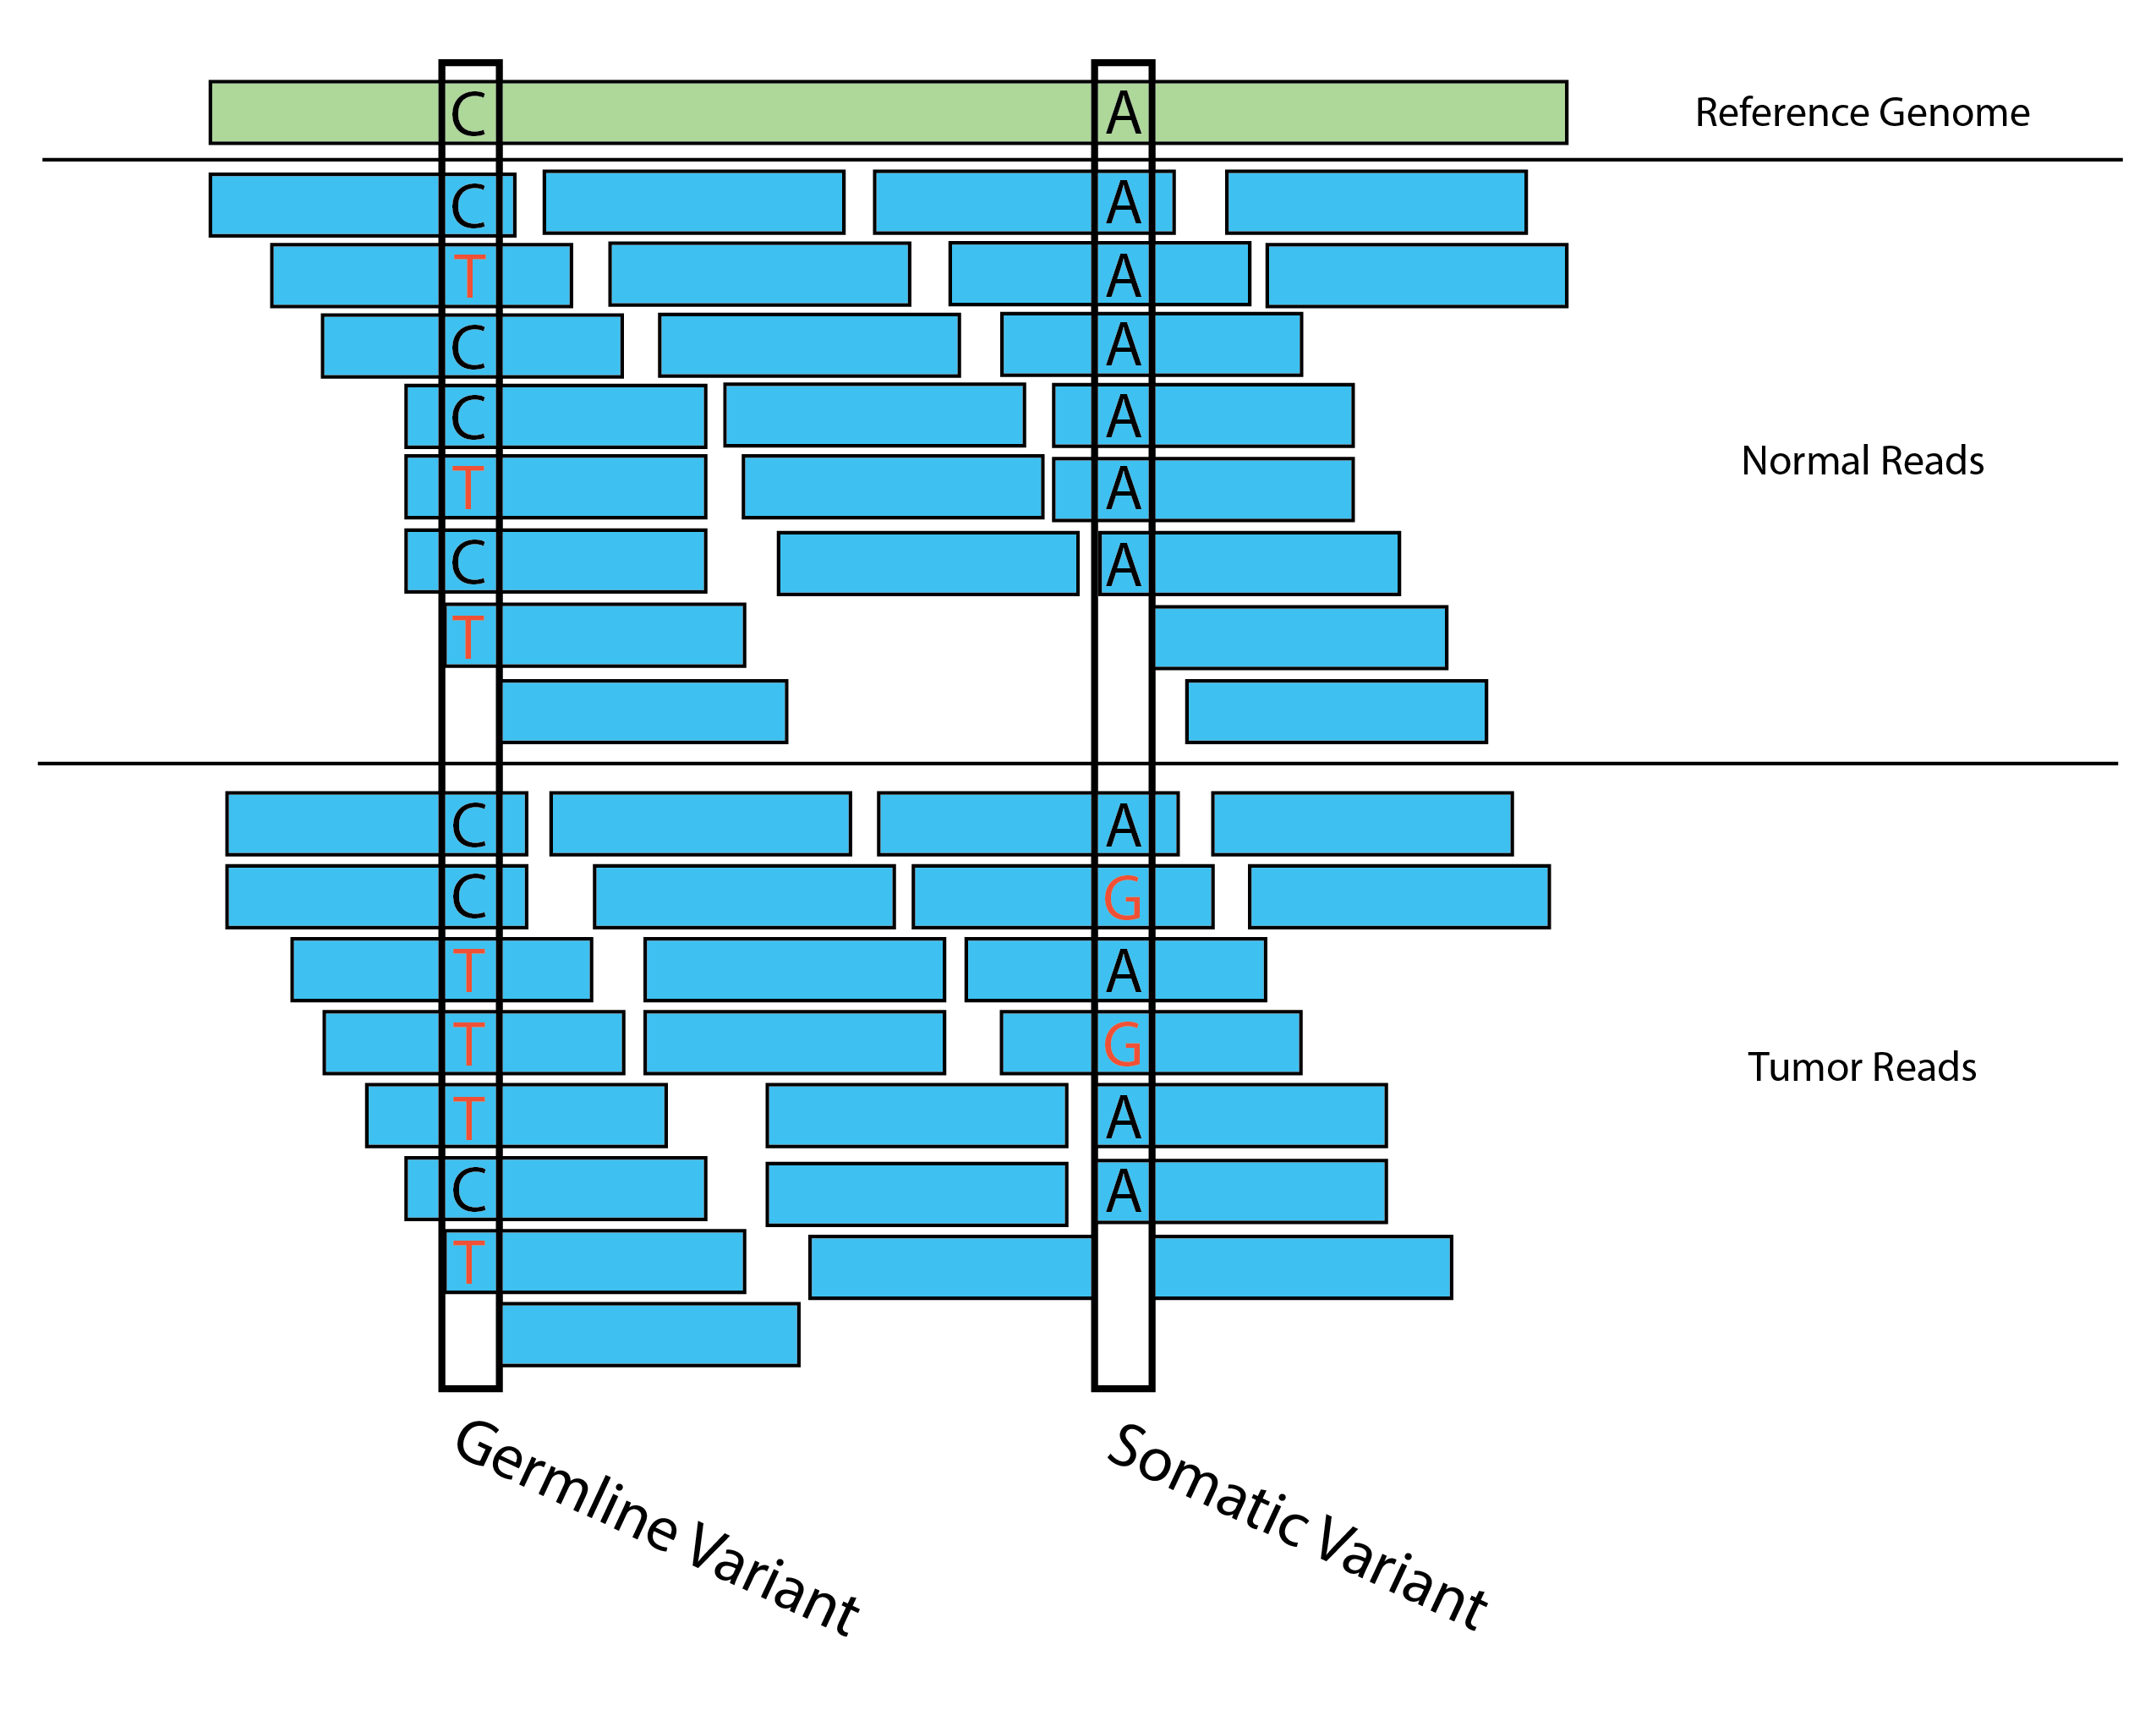 C A Reference Genome
C A
T A
C A
C A
T A
C A
T
Normal Reads
C A
C G
T A
T G
T A
C A
T
Tumor Reads
Germline Variant
Somatic Variant